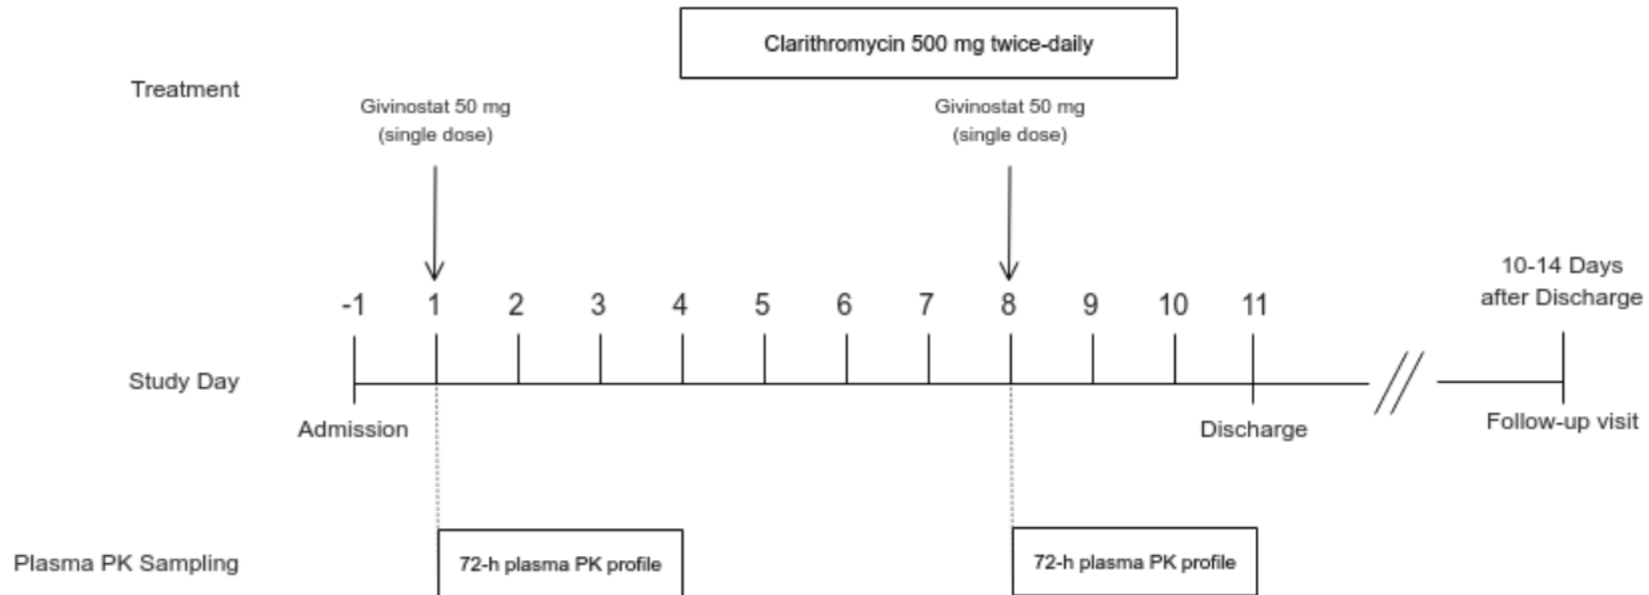 Clarithromycin 500 mg twice-daily
Treatment
Givinostat 50 mg
(single dose)
Givinostat 50 mg
(single dose)
10-14 Days
after Discharge
-1 1 2 3 4 5 6 7 8 9 10 11
Study Day
Admission
Discharge
Follow-up visit
Plasma PK Sampling
72-h plasma PK profile
72-h plasma PK profile